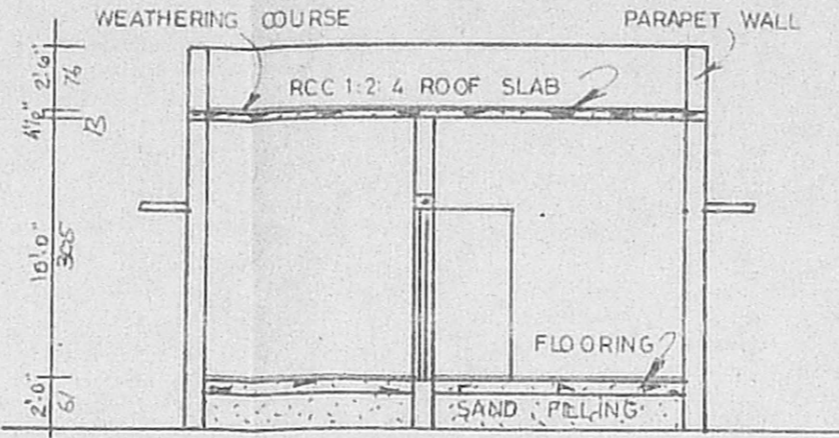 WEATHERING COURSE
PARAPET WALL
RCC 1:2:4 ROOF SLAB
2'6"
76
4½"
13
10'.0"
305
FLOORING
2'-0"
61
SAND FILLING